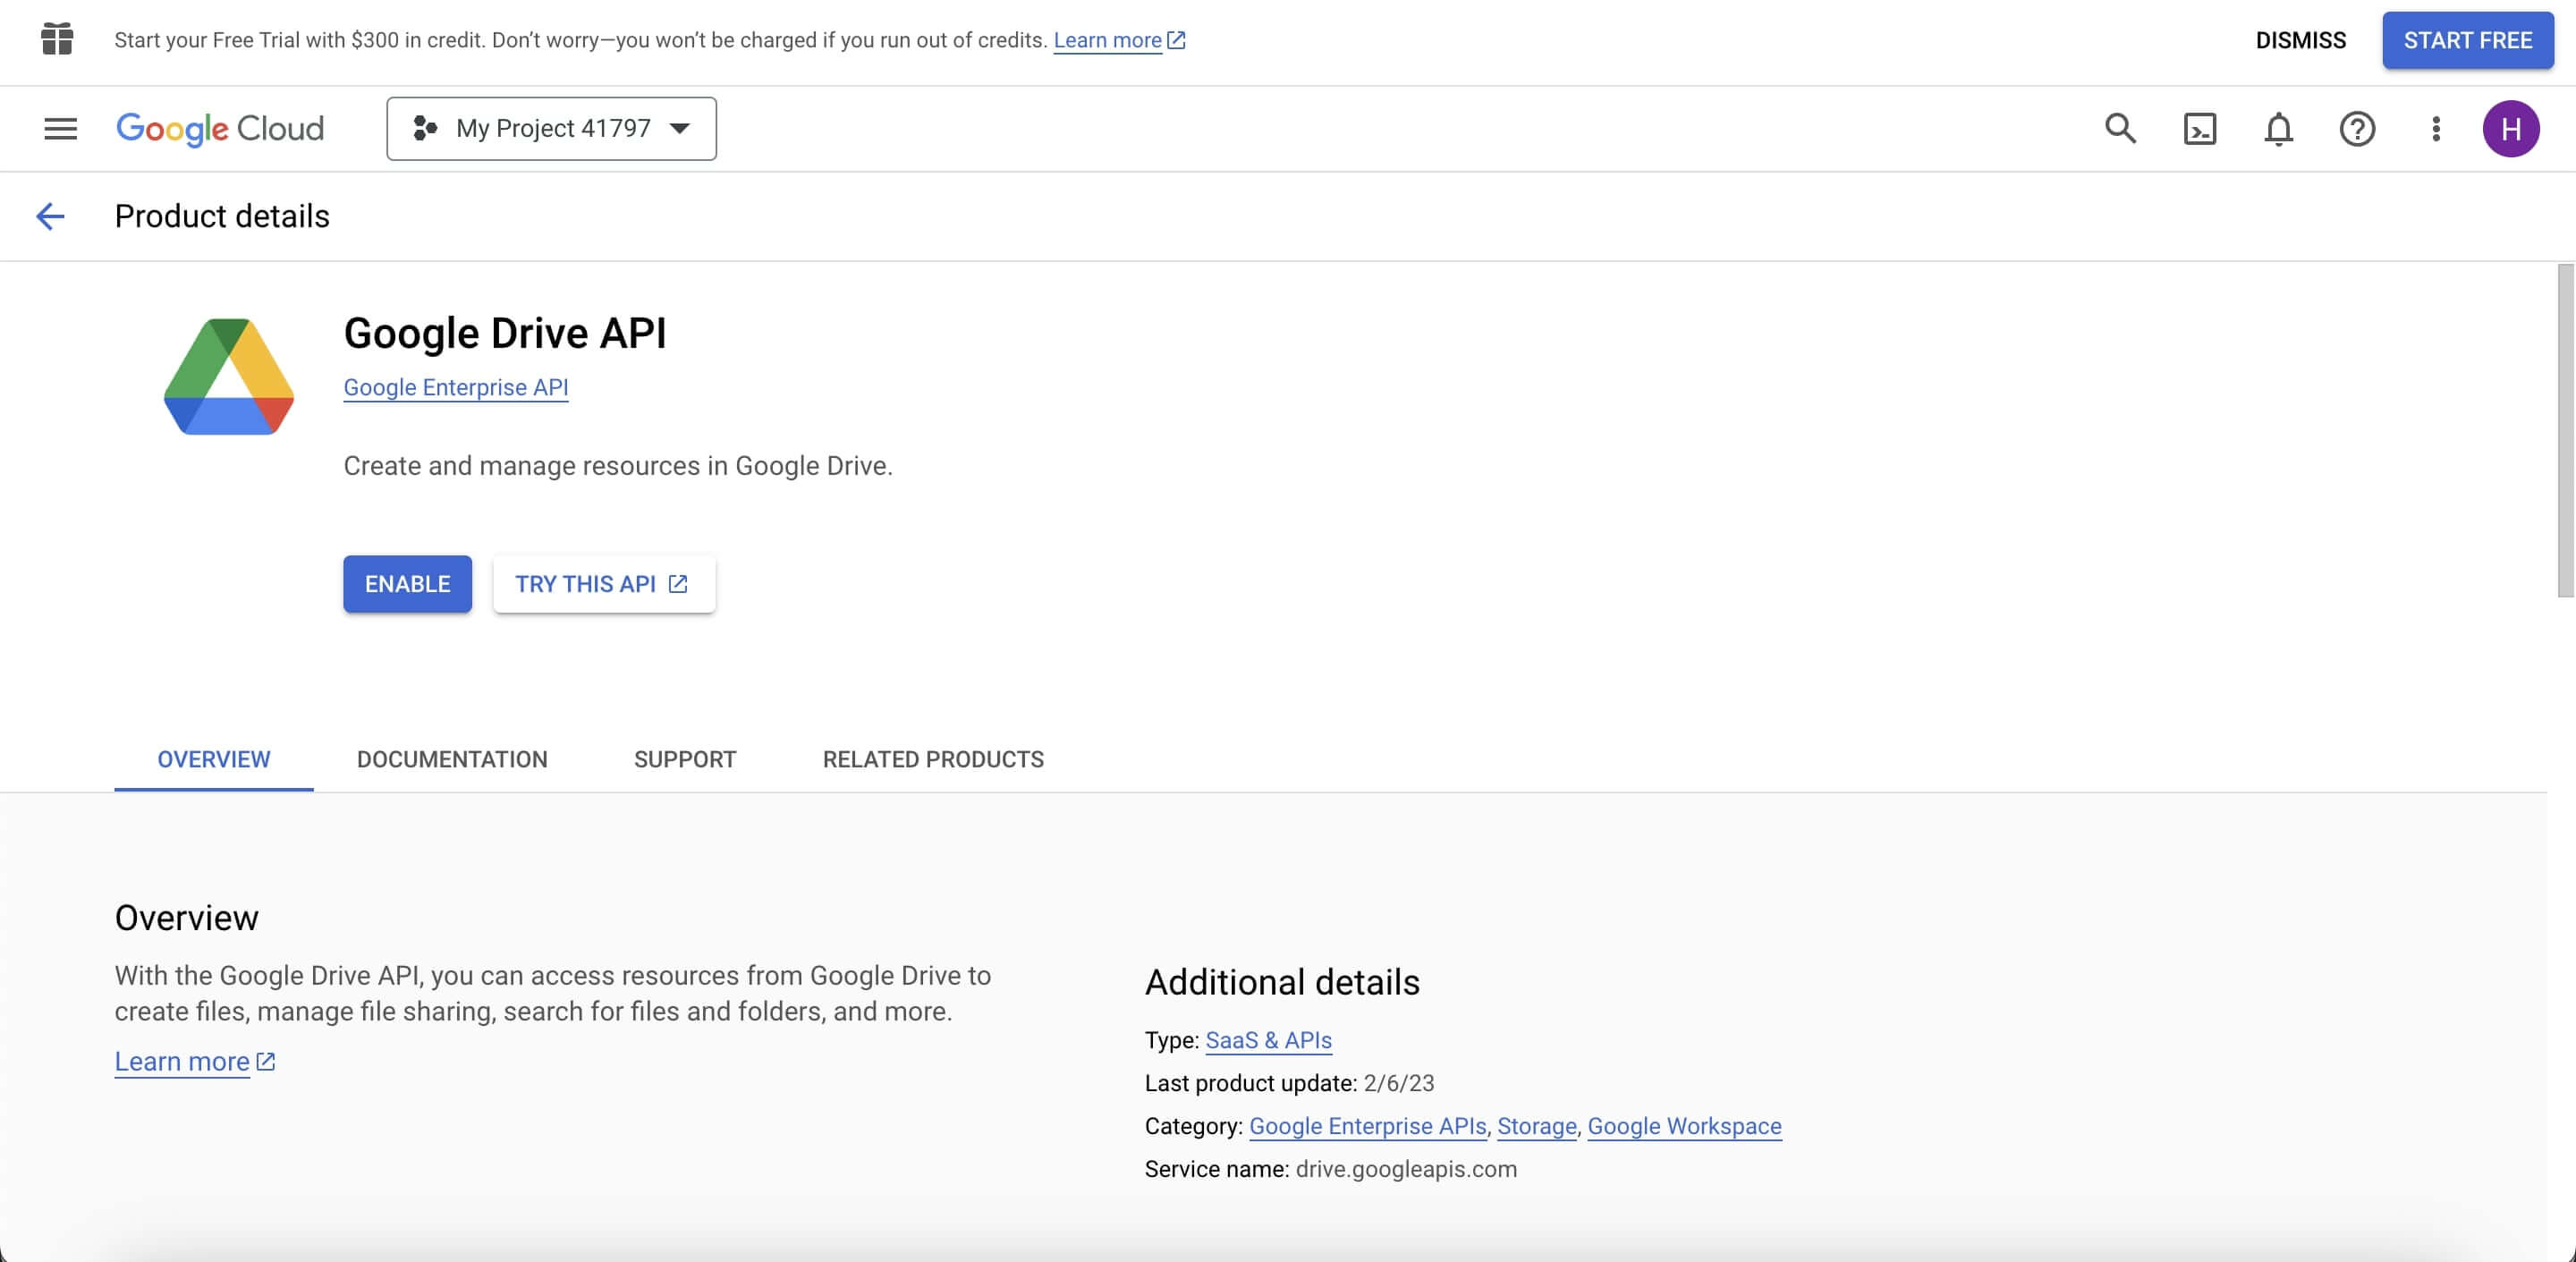 Start your Free Trial with $300 in credit. Don’t worry—you won’t be charged if you run out of credits. Learn more
DISMISS
START FREE
Google Cloud
My Project 41797
H
Product details
Google Drive API
Google Enterprise API
Create and manage resources in Google Drive.
ENABLE
TRY THIS API
OVERVIEW
DOCUMENTATION
SUPPORT
RELATED PRODUCTS
Overview
With the Google Drive API, you can access resources from Google Drive to
create files, manage file sharing, search for files and folders, and more.
Learn more
Additional details
Type: SaaS & APIs
Last product update: 2/6/23
Category: Google Enterprise APIs, Storage, Google Workspace
Service name: drive.googleapis.com